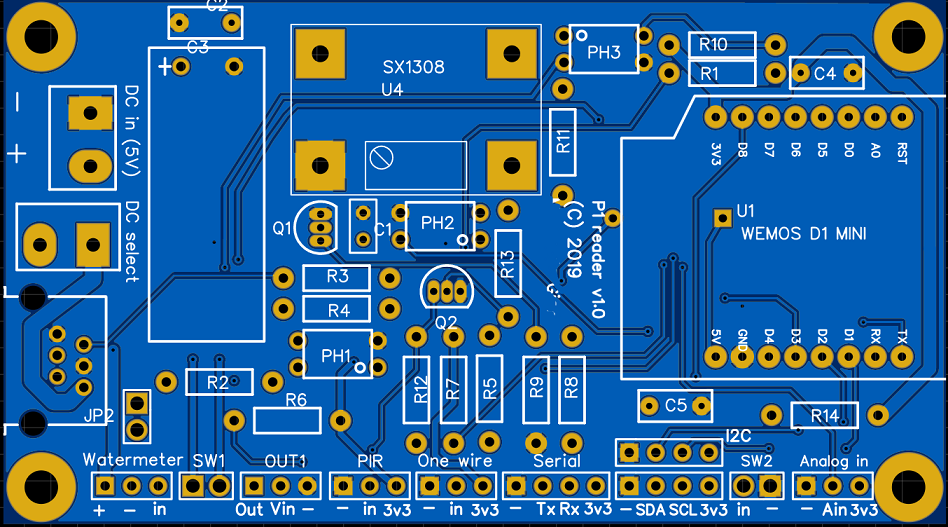 C2
C3
+
SX1308
U4
PH3
R10
R1
C4
DC in (5V)
-
+
R11
3V3 D8 D7 D6 D5 D0 A0 RST
DC select
Q1
C1
PH2
P1 reader v1.0
(C) 2019
U1
WEMOS D1 MINI
R13
R3
R4
Q2
PH1
5V GND D4 D3 D2 D1 RX TX
R2
R6
R12
R7
R5
R9
R8
C5
R14
JP2
I2C
Watermeter SW1 OUT1 PIR One wire Serial SW2 Analog in
+ - in Out Vin - - in 3v3 - in 3v3 - Tx Rx 3v3 - SDA SCL 3v3 in - - Ain 3v3